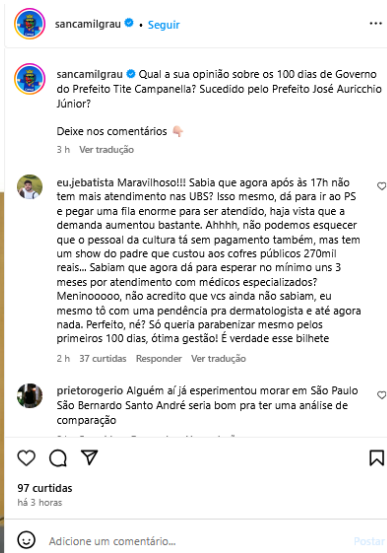 sancamilgrau • Seguir
sancamilgrau Qual a sua opinião sobre os 100 dias de Governo
do Prefeito Tite Campanella? Sucedido pelo Prefeito José Auricchio
Júnior?
Deixe nos comentários 👇🏻
3 h Ver tradução
eu.jebatista Maravilhoso!!! Sabia que agora após às 17h não
tem mais atendimento nas UBS? Isso mesmo, dá para ir ao PS
e pegar uma fila enorme para ser atendido, haja vista que a
demanda aumentou bastante. Ahhhh, não podemos esquecer
que o pessoal da cultura tá sem pagamento também, mas tem
um show do padre que custou aos cofres públicos 270mil
reais... Sabiam que agora dá para esperar no mínimo uns 3
meses por atendimento com médicos especializados?
Meninooooo, não acredito que vcs ainda não sabiam, eu
mesmo tô com uma pendência pra dermatologista e até agora
nada. Perfeito, né? Só queria parabenizar mesmo pelos
primeiros 100 dias, ótima gestão! É verdade esse bilhete
2 h 37 curtidas Responder Ver tradução
prietorogerio Alguém aí já experimentou morar em São Paulo
São Bernardo Santo André seria bom pra ter uma análise de
comparação
97 curtidas
há 3 horas
Adicione um comentário... Postar